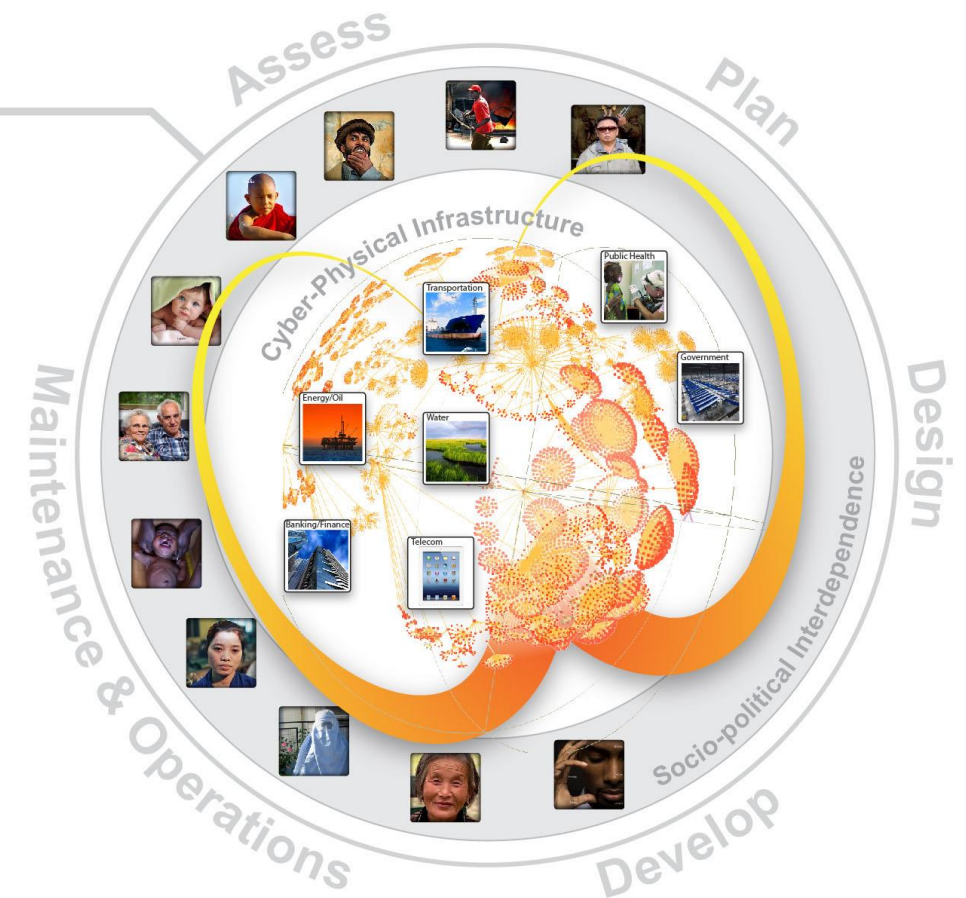 Assess
Plan
Design
Develop
Maintenance & Operations
Cyber-Physical Infrastructure
Socio-political Interdependence
Public Health
Transportation
Government
Energy/Oil
Water
Banking/Finance
Telecom